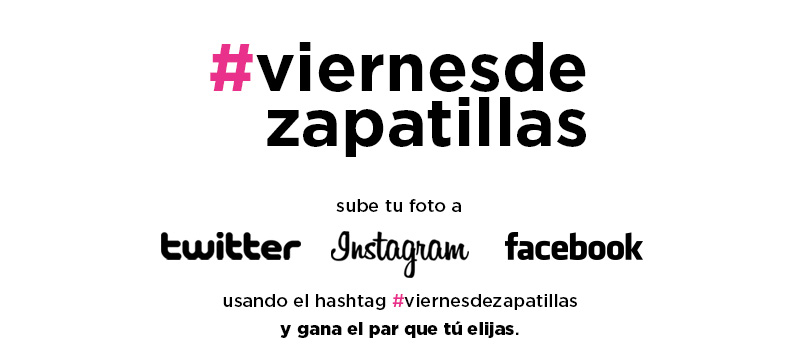 #viernesde
zapatillas
sube tu foto a
twitter Instagram facebook
usando el hashtag #viernesdezapatillas
y gana el par que tú elijas.